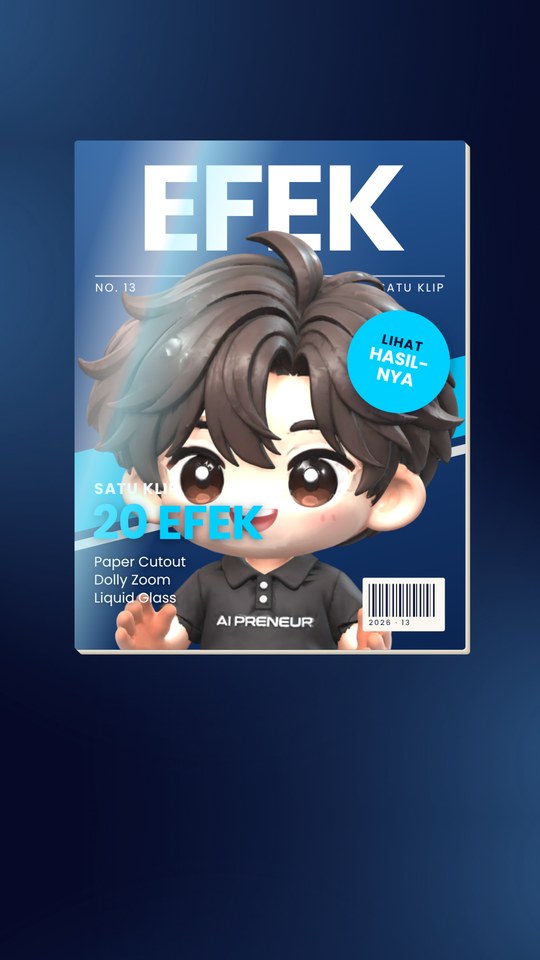 EFEK
NO. 13
SATU KLIP
LIHAT
HASIL-
NYA
SATU KLIP
20 EFEK
Paper Cutout
Dolly Zoom
Liquid Glass
AI PRENEUR
2026 · 13